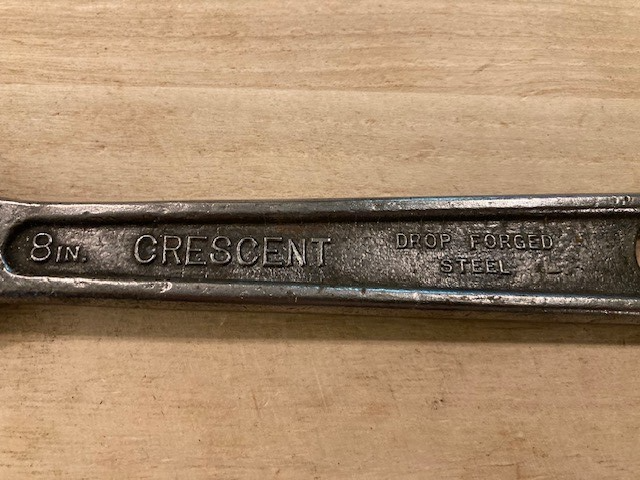 8IN. CRESCENT DROP FORGED
STEEL